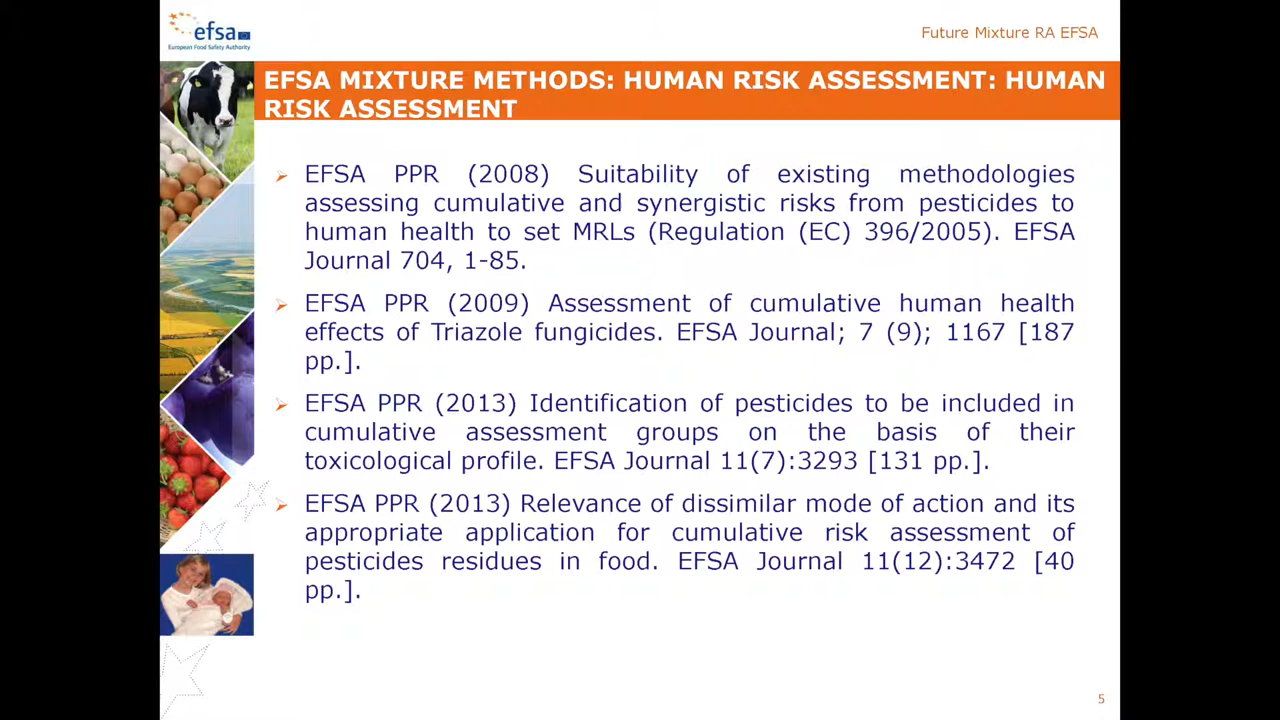 efsa
European Food Safety Authority
Future Mixture RA EFSA
EFSA MIXTURE METHODS: HUMAN RISK ASSESSMENT: HUMAN
RISK ASSESSMENT
EFSA PPR (2008) Suitability of existing methodologies
assessing cumulative and synergistic risks from pesticides to
human health to set MRLs (Regulation (EC) 396/2005). EFSA
Journal 704, 1-85.
EFSA PPR (2009) Assessment of cumulative human health
effects of Triazole fungicides. EFSA Journal; 7 (9); 1167 [187
pp.].
EFSA PPR (2013) Identification of pesticides to be included in
cumulative assessment groups on the basis of their
toxicological profile. EFSA Journal 11(7):3293 [131 pp.].
EFSA PPR (2013) Relevance of dissimilar mode of action and its
appropriate application for cumulative risk assessment of
pesticides residues in food. EFSA Journal 11(12):3472 [40
pp.].
5